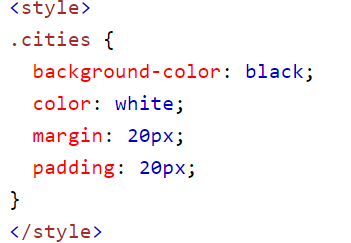 <style>
.cities {
  background-color: black;
  color: white;
  margin: 20px;
  padding: 20px;
}
</style>